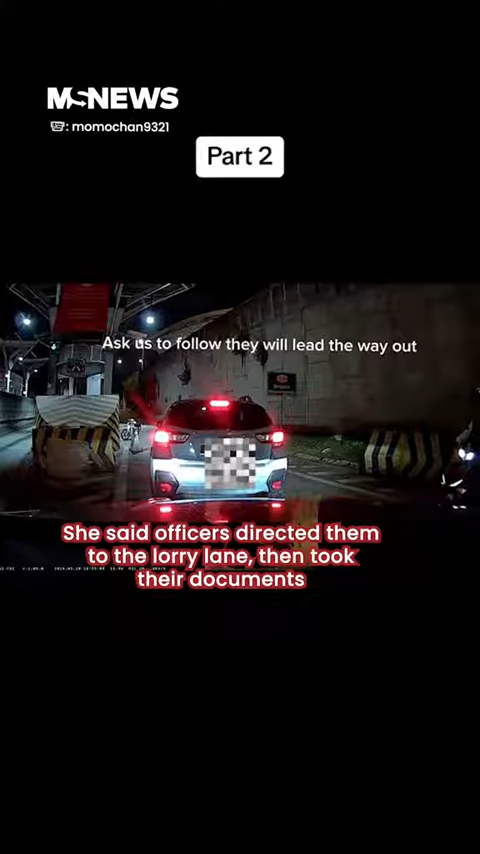 MSNEWS
: momochan9321
Part 2
Ask us to follow they will lead the way out
She said officers directed them
to the lorry lane, then took
their documents